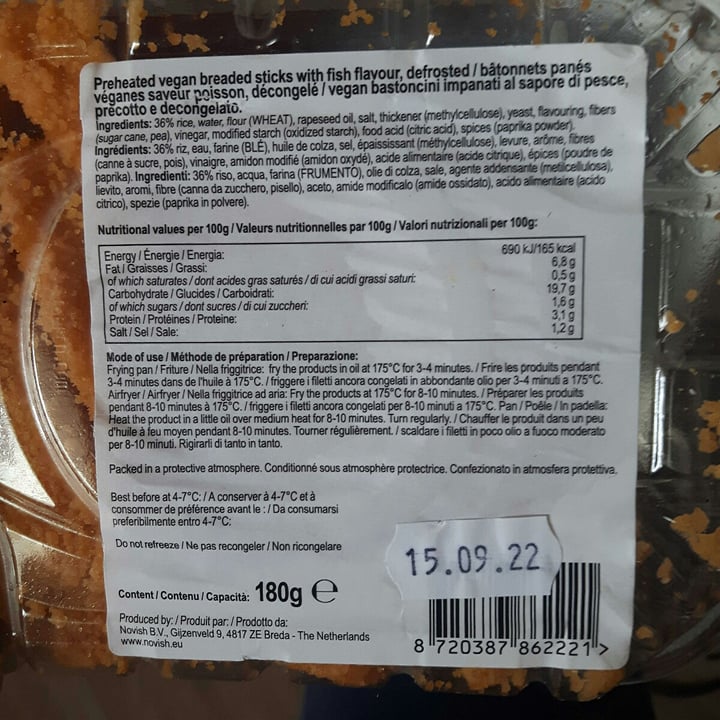 Preheated vegan breaded sticks with fish flavour, defrosted / bâtonnets panés
véganes saveur poisson, décongelé / vegan bastoncini impanati al sapore di pesce,
precotto e decongelato.
Ingredients: 36% rice, water, flour (WHEAT), rapeseed oil, salt, thickener (methylcellulose), yeast, flavouring, fibers
(sugar cane, pea), vinegar, modified starch (oxidized starch), food acid (citric acid), spices (paprika powder).
Ingrédients: 36% riz, eau, farine (BLÉ), huile de colza, sel, épaississant (méthylcellulose), levure, arôme, fibres
(canne à sucre, pois), vinaigre, amidon modifié (amidon oxydé), acide alimentaire (acide citrique), épices (poudre de
paprika). Ingredienti: 36% riso, acqua, farina (FRUMENTO), olie di colza, sale, agente addensante (metilcellulosa),
lievito, aromi, fibre (canna da zucchero, pisello), aceto, amide modificalo (amide ossidato), acido alimentaire (acido
citrico), spezie (paprika in polvere).
Nutritional values per 100g / Valeurs nutritionnelles par 100g / Valori nutrizionali per 100g:
Energy / Énergie / Energia: 690 kJ/165 kcal
Fat / Graisses / Grassi: 6,8 g
of which saturates / dont acides gras saturés / di cui acidi grassi saturi: 0,5 g
Carbohydrate / Glucides / Carboidrati: 19,7 g
of which sugars / dont sucres / di cui zuccheri: 1,6 g
Protein / Protéines / Proteine: 3,1 g
Salt / Sel / Sale: 1,2 g
Mode of use / Méthode de préparation / Preparazione:
Frying pan / Friture / Nella friggitrice: fry the products in oil at 175°C for 3-4 minutes. / Frire les produits pendant
3-4 minutes dans de l'huile à 175°C. / friggere i filetti ancora congelati in abbondante olio per 3-4 minuti a 175°C.
Airfryer / Airfryer / Nella friggitrice ad aria: Fry the products at 175°C for 8-10 minutes. / Préparer les produits
pendant 8-10 minutes à 175°C. / friggere i filetti ancora congelati per 8-10 minuti a 175°C. Pan / Poêle / In padella:
Heat the product in a little oil over medium heat for 8-10 minutes. Turn regularly. / Chauffer le produit dans un peu
d'huile à feu moyen pendant 8-10 minutes. Tourner régulièrement. / scaldare i filetti in poco olio a fuoco moderato
per 8-10 minuti. Rigirarli di tanto in tanto.
Packed in a protective atmosphere. Conditionné sous atmosphère protectrice. Confezionato in atmosfera protettiva.
Best before at 4-7°C: / A conserver à 4-7°C et à
consommer de préférence avant le : / Da consumarsi
preferibilmente entro 4-7°C:
Do not refreeze / Ne pas recongeler / Non ricongelare
15.09.22
Content / Contenu / Capacità: 180g e
Produced by: / Produit par: / Prodotto da:
Novish B.V., Gijzenveld 9, 4817 ZE Breda - The Netherlands
www.novish.eu
8 720387 862221 >